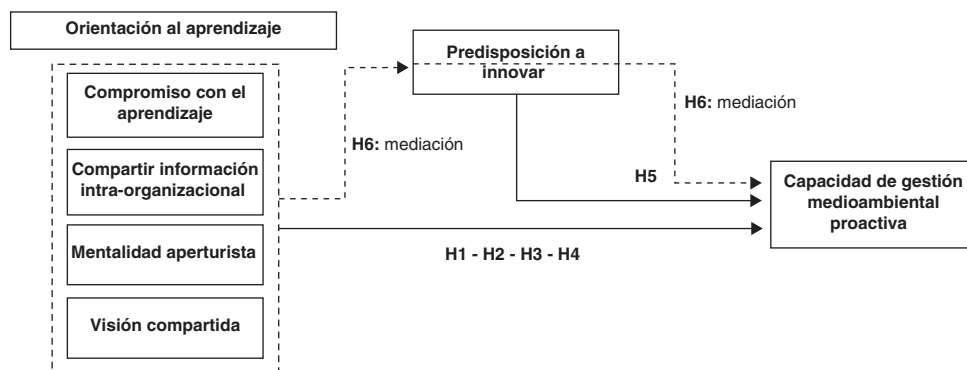 Orientación al aprendizaje
Compromiso con el
aprendizaje
Compartir información
intra-organizacional
Mentalidad aperturista
Visión compartida
Predisposición a
innovar
H6: mediación
H6: mediación
H5
H1 - H2 - H3 - H4
Capacidad de gestión
medioambiental
proactiva